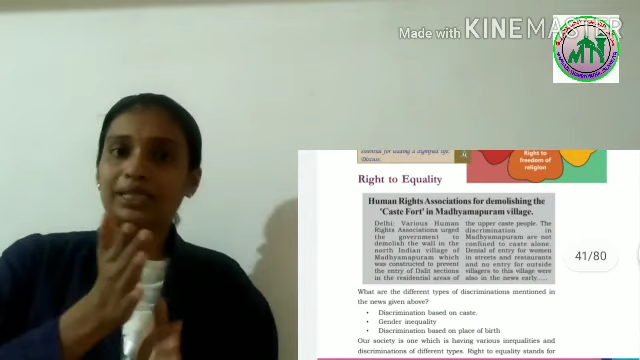 Made with KINEMASTER
essential for leading a dignified life.
discuss.
Right to
freedom of
religion
Right to Equality
Human Rights Associations for demolishing the
'Caste Fort' in Madhyamapuram village.
Delhi: Various Human
Rights Associations urged
the government to
demolish the wall in the
north Indian village of
Madhyamapuram which
was constructed to prevent
the entry of Dalit sections
in the residential areas of
the upper caste people. The
discrimination in
Madhyamapuram are not
confined to caste alone.
Denial of entry for women
in streets and restaurants
and no entry for outside
villagers to this village were
also in the news early.....
41/80
What are the different types of discriminations mentioned in
the news given above?
• Discrimination based on caste.
• Gender inequality
• Discrimination based on place of birth
Our society is one which is having various inequalities and
discriminations of different types. Right to equality stands for